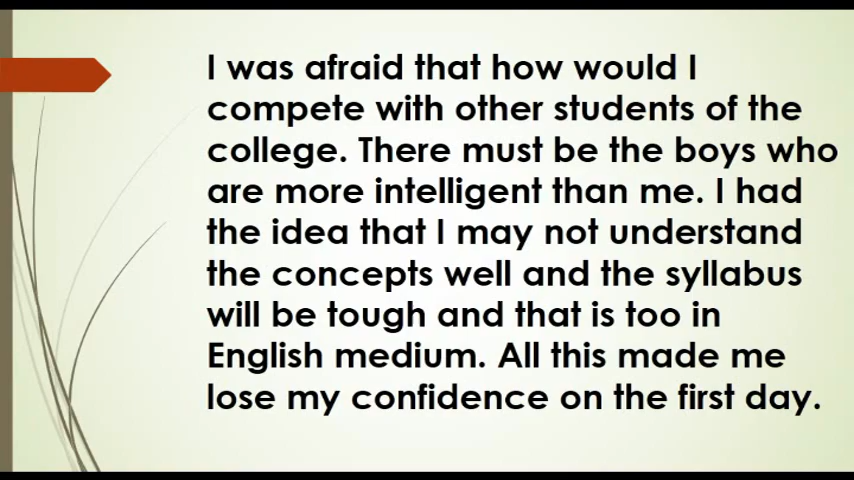 I was afraid that how would I
compete with other students of the
college. There must be the boys who
are more intelligent than me. I had
the idea that I may not understand
the concepts well and the syllabus
will be tough and that is too in
English medium. All this made me
lose my confidence on the first day.